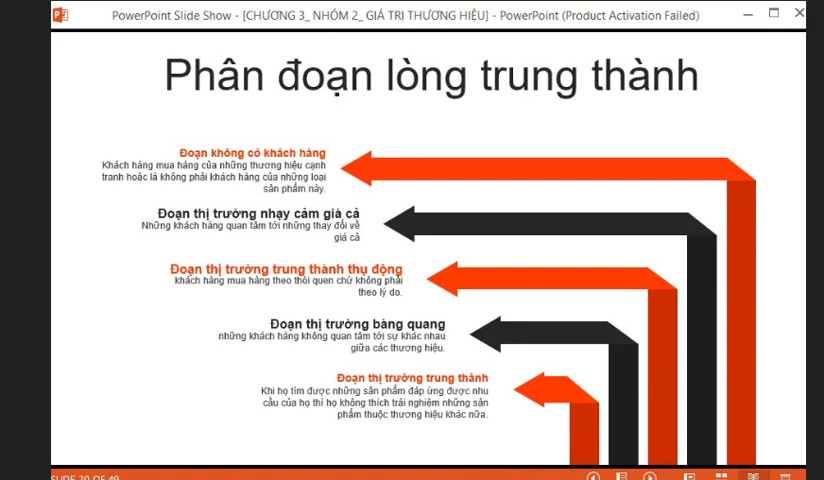 PowerPoint Slide Show - [CHƯƠNG 3_ NHÓM 2_ GIÁ TRỊ THƯƠNG HIỆU] - PowerPoint (Product Activation Failed)
Phân đoạn lòng trung thành
Đoạn không có khách hàng
Khách hàng mua hàng của những thương hiệu cạnh
tranh hoặc là không phải khách hàng của những loại
sản phẩm này.
Đoạn thị trường nhạy cảm giá cả
Những khách hàng quan tâm tới những thay đổi về
giá cả
Đoạn thị trường trung thành thụ động
khách hàng mua hàng theo thói quen chứ không phải
theo lý do.
Đoạn thị trường bàng quang
những khách hàng không quan tâm tới sự khác nhau
giữa các thương hiệu.
Đoạn thị trường trung thành
Khi họ tìm được những sản phẩm đáp ứng được nhu
cầu của họ thì họ không thích trải nghiệm những sản
phẩm thuộc thương hiệu khác nữa.
SLIDE 20 OF 49